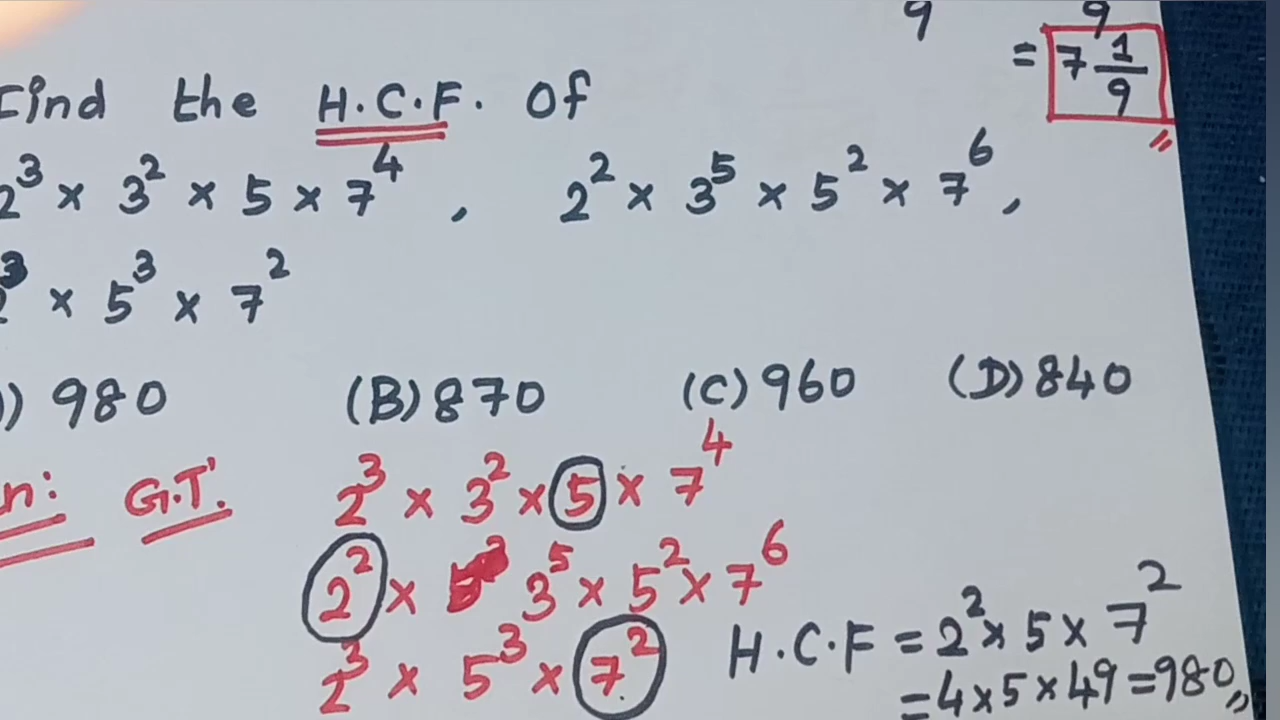 9 9
= 7 1/9
Find the H.C.F. Of
2³ × 3² × 5 × 7⁴ , 2² × 3⁵ × 5² × 7⁶ ,
2³ × 5³ × 7²
) 980 (B) 870 (C) 960 (D) 840
n: G.T. 2³ × 3² × 5 × 7⁴
2² × 3⁵ × 5² × 7⁶
2³ × 5³ × 7² H.C.F = 2² × 5 × 7²
= 4 × 5 × 49 = 980,,